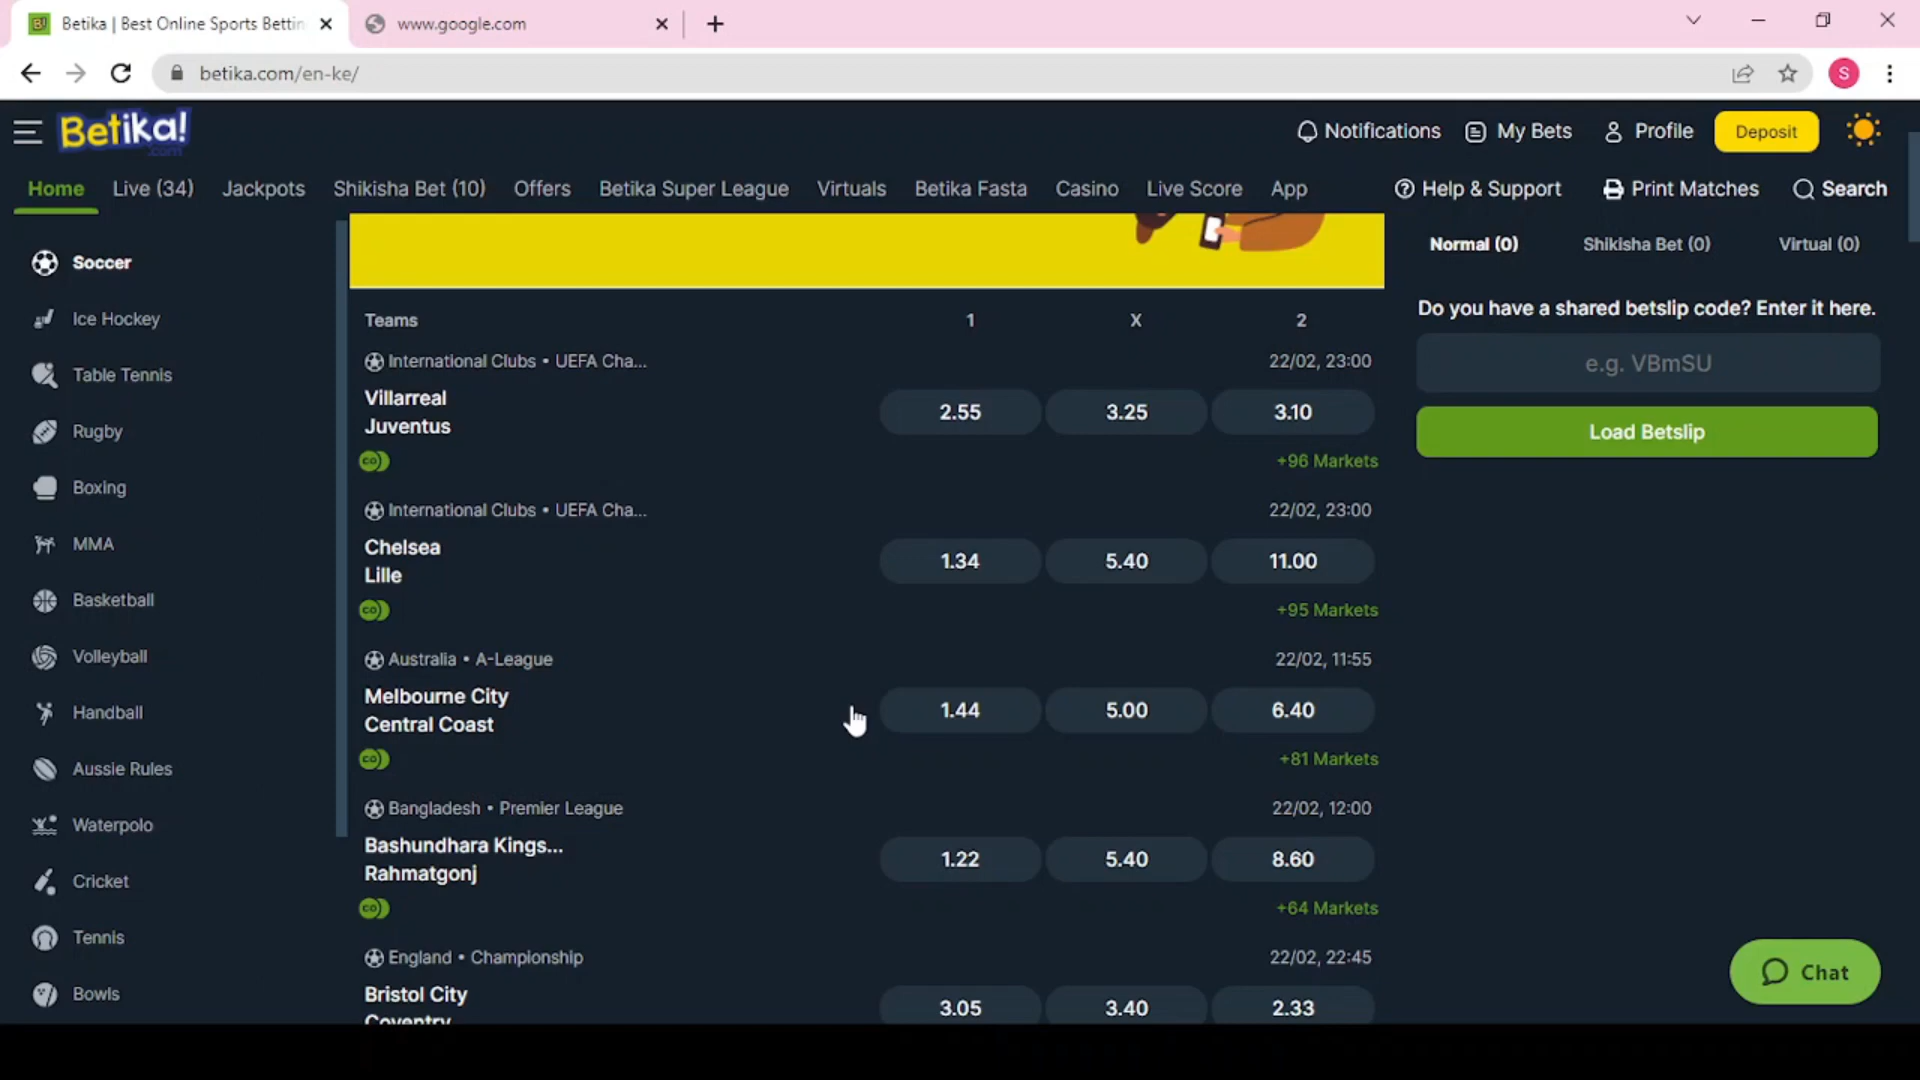 Betika | Best Online Sports Bettin
www.google.com
betika.com/en-ke/
S
Betika!
.com
Notifications
My Bets
Profile
Deposit
Home
Live (34)
Jackpots
Shikisha Bet (10)
Offers
Betika Super League
Virtuals
Betika Fasta
Casino
Live Score
App
Help & Support
Print Matches
Search
Soccer
Ice Hockey
Table Tennis
Rugby
Boxing
MMA
Basketball
Volleyball
Handball
Aussie Rules
Waterpolo
Cricket
Tennis
Bowls
Teams 1 X 2
International Clubs • UEFA Cha... 22/02, 23:00
Villarreal
Juventus
2.55 3.25 3.10
co
+96 Markets
International Clubs • UEFA Cha... 22/02, 23:00
Chelsea
Lille
1.34 5.40 11.00
co
+95 Markets
Australia • A-League 22/02, 11:55
Melbourne City
Central Coast
1.44 5.00 6.40
co
+81 Markets
Bangladesh • Premier League 22/02, 12:00
Bashundhara Kings...
Rahmatgonj
1.22 5.40 8.60
co
+64 Markets
England • Championship 22/02, 22:45
Bristol City
Coventry
3.05 3.40 2.33
Normal (0)
Shikisha Bet (0)
Virtual (0)
Do you have a shared betslip code? Enter it here.
e.g. VBmSU
Load Betslip
Chat